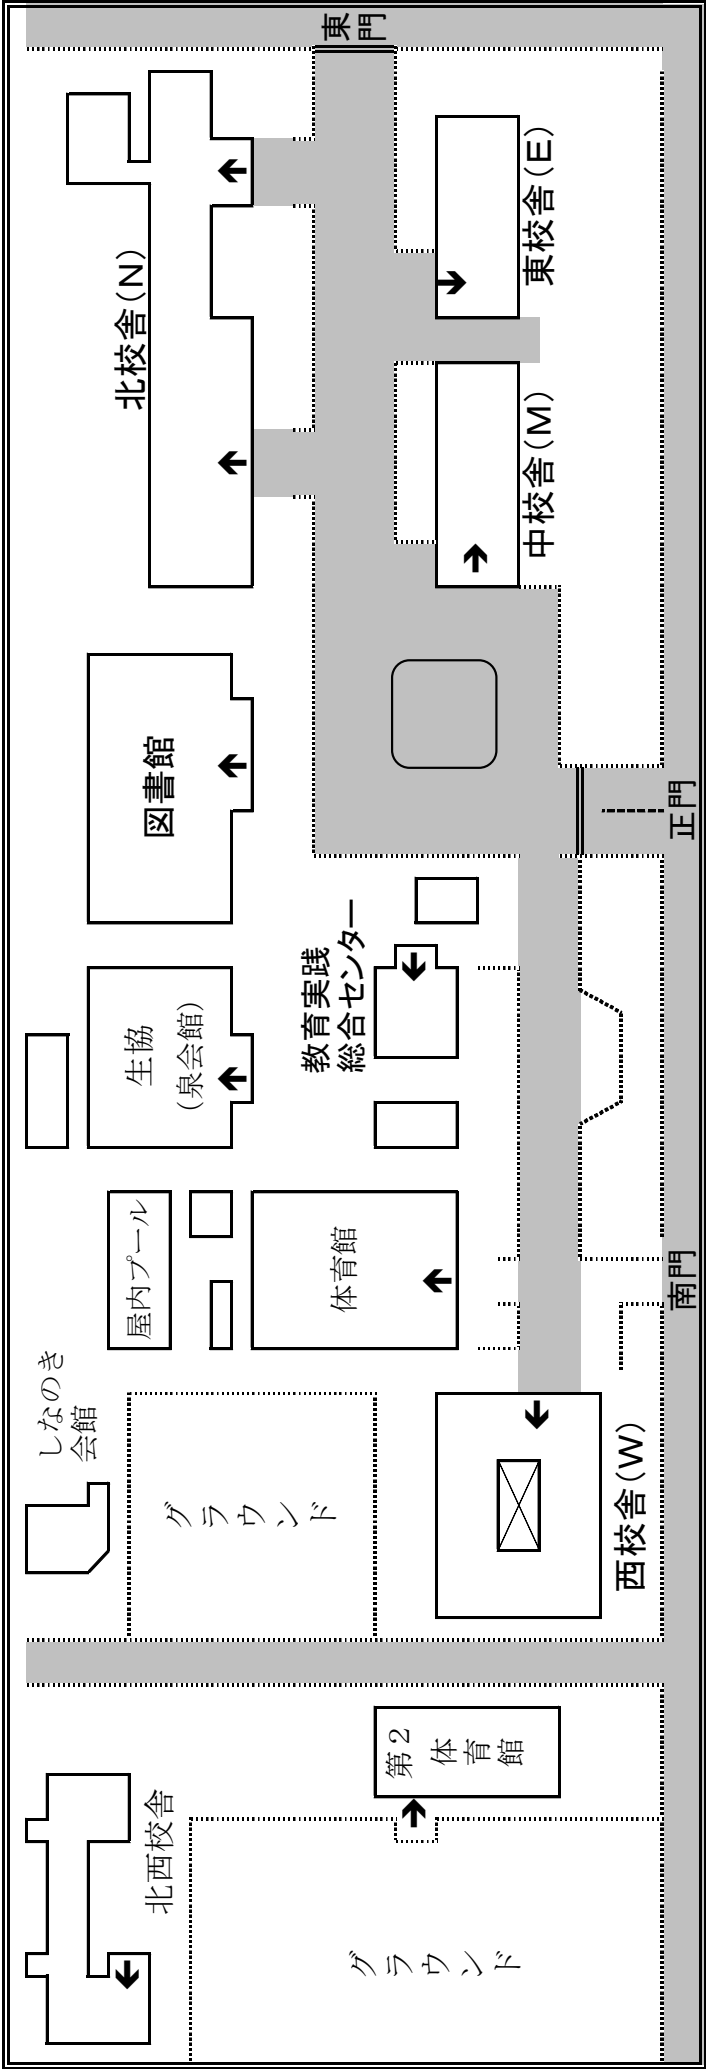 東門
北校舎(N)
東校舎(E)
中校舎(M)
図書館
正門
教育実践
総合センター
生協
(泉会館)
屋内プール
体育館
南門
しなのき
会館
グラウンド
西校舎(W)
第2
体育館
北西校舎
グラウンド